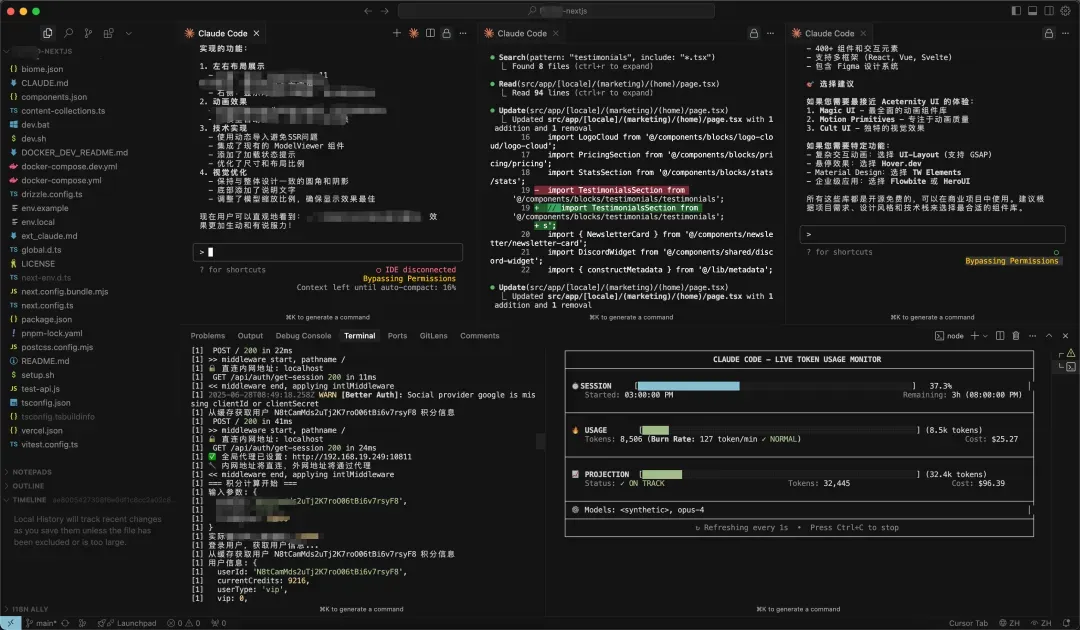 -nextjs
-NEXTJS
biome.json
CLAUDE.md
components.json
content-collections.ts
dev.bat
dev.sh
DOCKER_DEV_README.md
docker-compose.dev.yml
docker-compose.yml
drizzle.config.ts
env.example
env.local
ext_claude.md
global.d.ts
LICENSE
next-env.d.ts
next.config.bundle.mjs
next.config.ts
package.json
pnpm-lock.yaml
postcss.config.mjs
README.md
setup.sh
test-api.js
tsconfig.json
tsconfig.tsbuildinfo
vercel.json
vitest.config.ts
NOTEPADS
OUTLINE
TIMELINE
Local History will track recent changes
as you save them unless the file has
been excluded or is too large.
I18N ALLY
Claude Code
实现的功能:
1. 左右布局展示
2. 动画效果
3. 技术实现
- 使用动态导入避免SSR问题
- 集成了现有的 ModelViewer 组件
- 添加了加载状态提示
- 优化了尺寸和布局比例
4. 视觉优化
- 保持与整体设计一致的圆角和阴影
- 底部添加了说明文字
- 调整了模型缩放比例，确保显示效果最佳
现在用户可以直观地看到: 效
果更加生动和有说服力!
>
? for shortcuts
○ IDE disconnected
Bypassing Permissions
Context left until auto-compact: 16%
⌘K to generate a command
Claude Code
● Search(pattern: "testimonials", include: "*.tsx")
⎿ Found 8 files (ctrl+r to expand)
● Read(src/app/[locale]/(marketing)/(home)/page.tsx)
⎿ Read 94 lines (ctrl+r to expand)
● Update(src/app/[locale]/(marketing)/(home)/page.tsx)
⎿ Updated src/app/[locale]/(marketing)/(home)/page.tsx with 1
addition and 1 removal
16 import LogoCloud from '@/components/blocks/logo-clo
ud/logo-cloud';
17 import PricingSection from '@/components/blocks/pri
cing/pricing';
18 import StatsSection from '@/components/blocks/stats
/stats';
19 - import TestimonialsSection from
'@/components/blocks/testimonials/testimonials';
19 + // import TestimonialsSection from
'@/components/blocks/testimonials/testimonials';
+ s';
20 import { NewsletterCard } from '@/components/newsle
tter/newsletter-card';
21 import DiscordWidget from '@/components/shared/disc
ord-widget';
22 import { constructMetadata } from '@/lib/metadata';
● Update(src/app/[locale]/(marketing)/(home)/page.tsx)
⎿ Updated src/app/[locale]/(marketing)/(home)/page.tsx with 1
addition and 1 removal
⌘K to generate a command
Claude Code
- 400+ 组件和交互元素
- 支持多框架 (React, Vue, Svelte)
- 包含 Figma 设计系统
选择建议
如果您需要最接近 Aceternity UI 的体验:
1. Magic UI - 最全面的动画组件库
2. Motion Primitives - 专注于动画质量
3. Cult UI - 独特的视觉效果
如果您需要特定功能:
- 复杂交互动画: 选择 UI-Layout (支持 GSAP)
- 悬停效果: 选择 Hover.dev
- Material Design: 选择 TW Elements
- 企业级应用: 选择 Flowbite 或 HeroUI
所有这些库都是开源免费的，可以在商业项目中使用。建议根
据项目需求、设计风格和技术栈来选择最合适的组件库。
>
? for shortcuts
Bypassing Permissions
⌘K to generate a command
Problems Output Debug Console Terminal Ports GitLens Comments
node
[1] POST / 200 in 22ms
[1] >> middleware start, pathname /
[1] 直连内网地址: localhost
[1] GET /api/auth/get-session 200 in 11ms
[1] << middleware end, applying intlMiddleware
[1] 2025-06-28T08:49:18.258Z WARN [Better Auth]: Social provider google is mis
sing clientId or clientSecret
[1] 从缓存获取用户 N8tCamMds2uTj2K7roO06tBi6v7rsyF8 积分信息
[1] POST / 200 in 41ms
[1] >> middleware start, pathname /
[1] 直连内网地址: localhost
[1] GET /api/auth/get-session 200 in 24ms
[1] ✅ 全局代理已设置: http://192.168.19.249:10811
[1] 内网地址将直连，外网地址将通过代理
[1] << middleware end, applying intlMiddleware
[1] === 积分计算开始 ===
[1] 输入参数: {
[1] 2uTj2K7roO06tBi6v7rsyF8',
[1]
[1]
[1] }
[1] 实际
[1] 登录用户，获取用户信息...
[1] 从缓存获取用户 N8tCamMds2uTj2K7roO06tBi6v7rsyF8 积分信息
[1] 用户信息: {
[1] userId: 'N8tCamMds2uTj2K7roO06tBi6v7rsyF8',
[1] currentCredits: 9216,
[1] userType: 'vip',
[1] vip: 0,
⌘K to generate a command
CLAUDE CODE - LIVE TOKEN USAGE MONITOR
SESSION [ ] 37.3%
Started: 03:00:00 PM Remaining: 3h (08:00:00 PM)
USAGE [ ] (8.5k tokens)
Tokens: 8,506 (Burn Rate: 127 token/min ✓ NORMAL) Cost: $25.27
PROJECTION [ ] (32.4k tokens)
Status: ✓ ON TRACK Tokens: 32,445 Cost: $96.39
Models: <synthetic>, opus-4
↻ Refreshing every 1s • Press Ctrl+C to stop
⌘K to generate a command
main* Launchpad 0 0 0 Cursor Tab ZH ZH